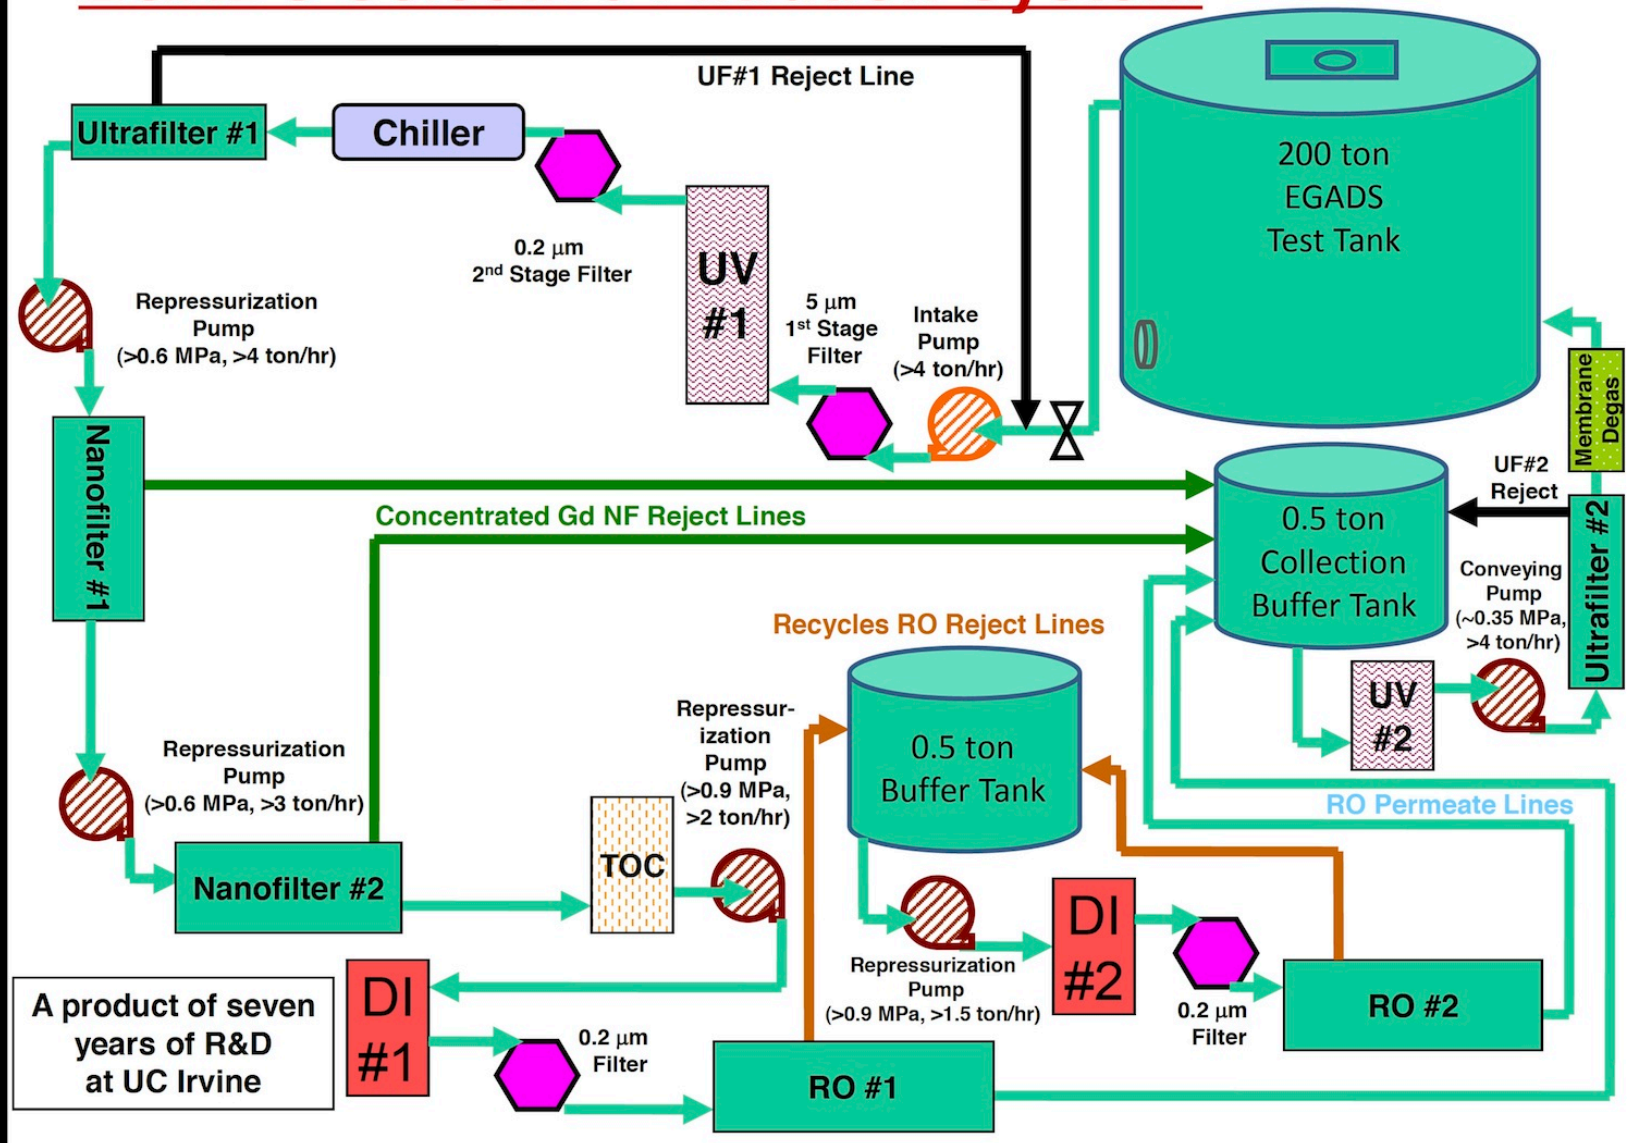 UF#1 Reject Line
Ultrafilter #1
Chiller
200 ton
EGADS
Test Tank
0.2 μm
2nd Stage Filter
UV
#1
5 μm
1st Stage
Filter
Intake
Pump
(>4 ton/hr)
Repressurization
Pump
(>0.6 MPa, >4 ton/hr)
Membrane
Degas
Nanofilter #1
UF#2
Reject
Concentrated Gd NF Reject Lines
0.5 ton
Collection
Buffer Tank
Conveying
Pump
(~0.35 MPa,
>4 ton/hr)
Ultrafilter #2
Recycles RO Reject Lines
UV
#2
Repressur-
ization
Pump
(>0.9 MPa,
>2 ton/hr)
0.5 ton
Buffer Tank
RO Permeate Lines
Repressurization
Pump
(>0.6 MPa, >3 ton/hr)
Nanofilter #2
TOC
DI
#2
Repressurization
Pump
(>0.9 MPa, >1.5 ton/hr)
0.2 μm
Filter
RO #2
A product of seven
years of R&D
at UC Irvine
DI
#1
0.2 μm
Filter
RO #1